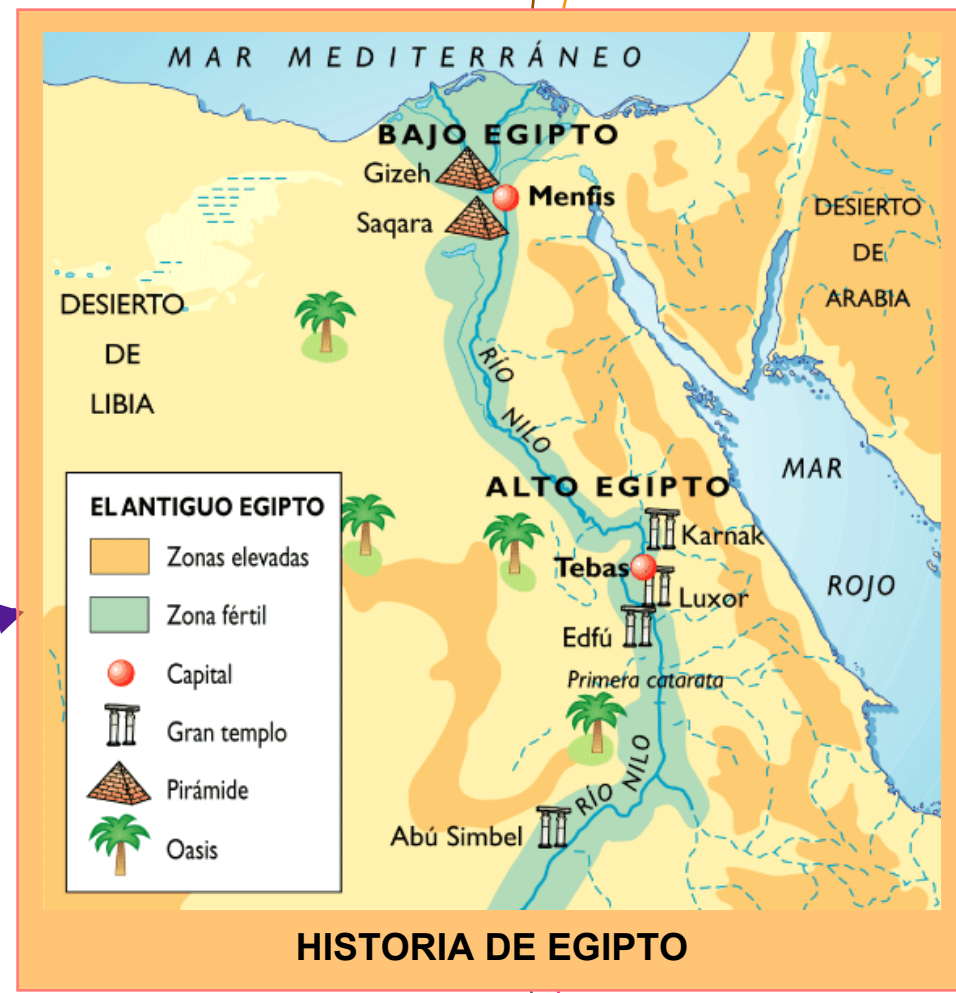 MAR MEDITERRÁNEO
BAJO EGIPTO
Gizeh
Menfis
Saqara
DESIERTO
DE
ARABIA
DESIERTO
DE
LIBIA
RÍO
NILO
MAR
ROJO
ALTO EGIPTO
Karnak
Tebas
Luxor
Edfú
Primera catarata
RÍO NILO
Abú Simbel
EL ANTIGUO EGIPTO
Zonas elevadas
Zona fértil
Capital
Gran templo
Pirámide
Oasis
HISTORIA DE EGIPTO